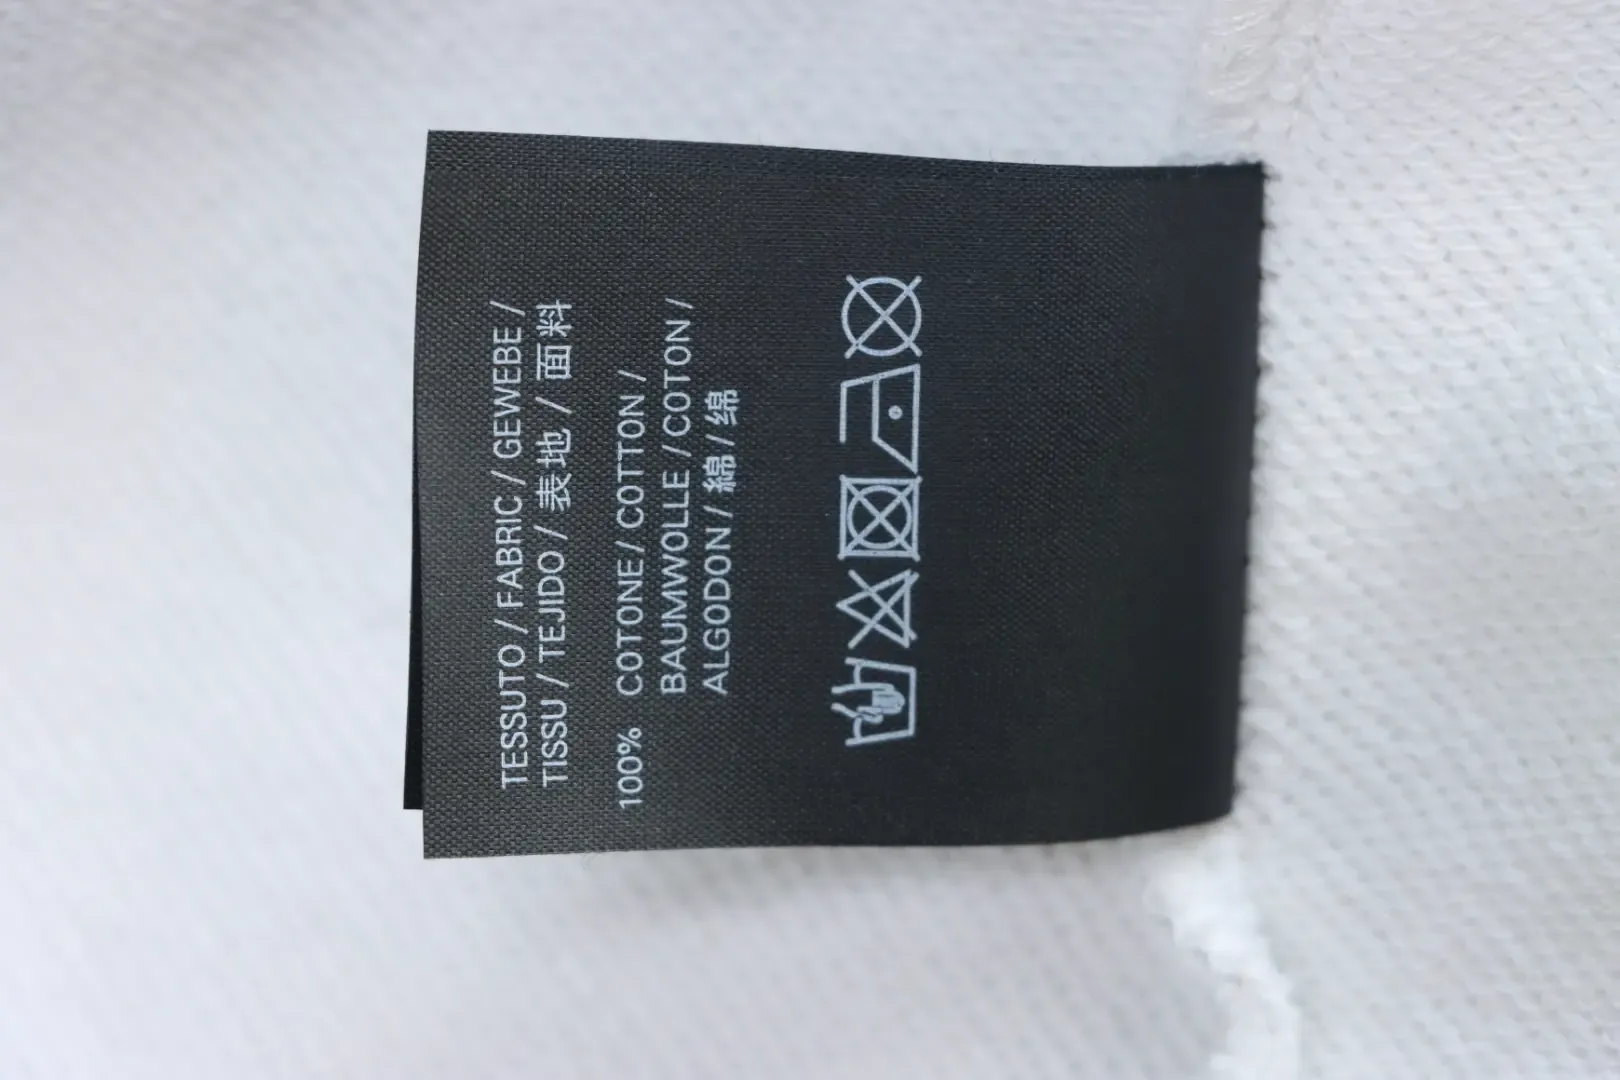 TESSUTO / FABRIC / GEWEBE /
TISSU / TEJIDO / 表地 / 面料
100% COTONE / COTTON /
BAUMWOLLE / COTON /
ALGODON / 綿 / 绵